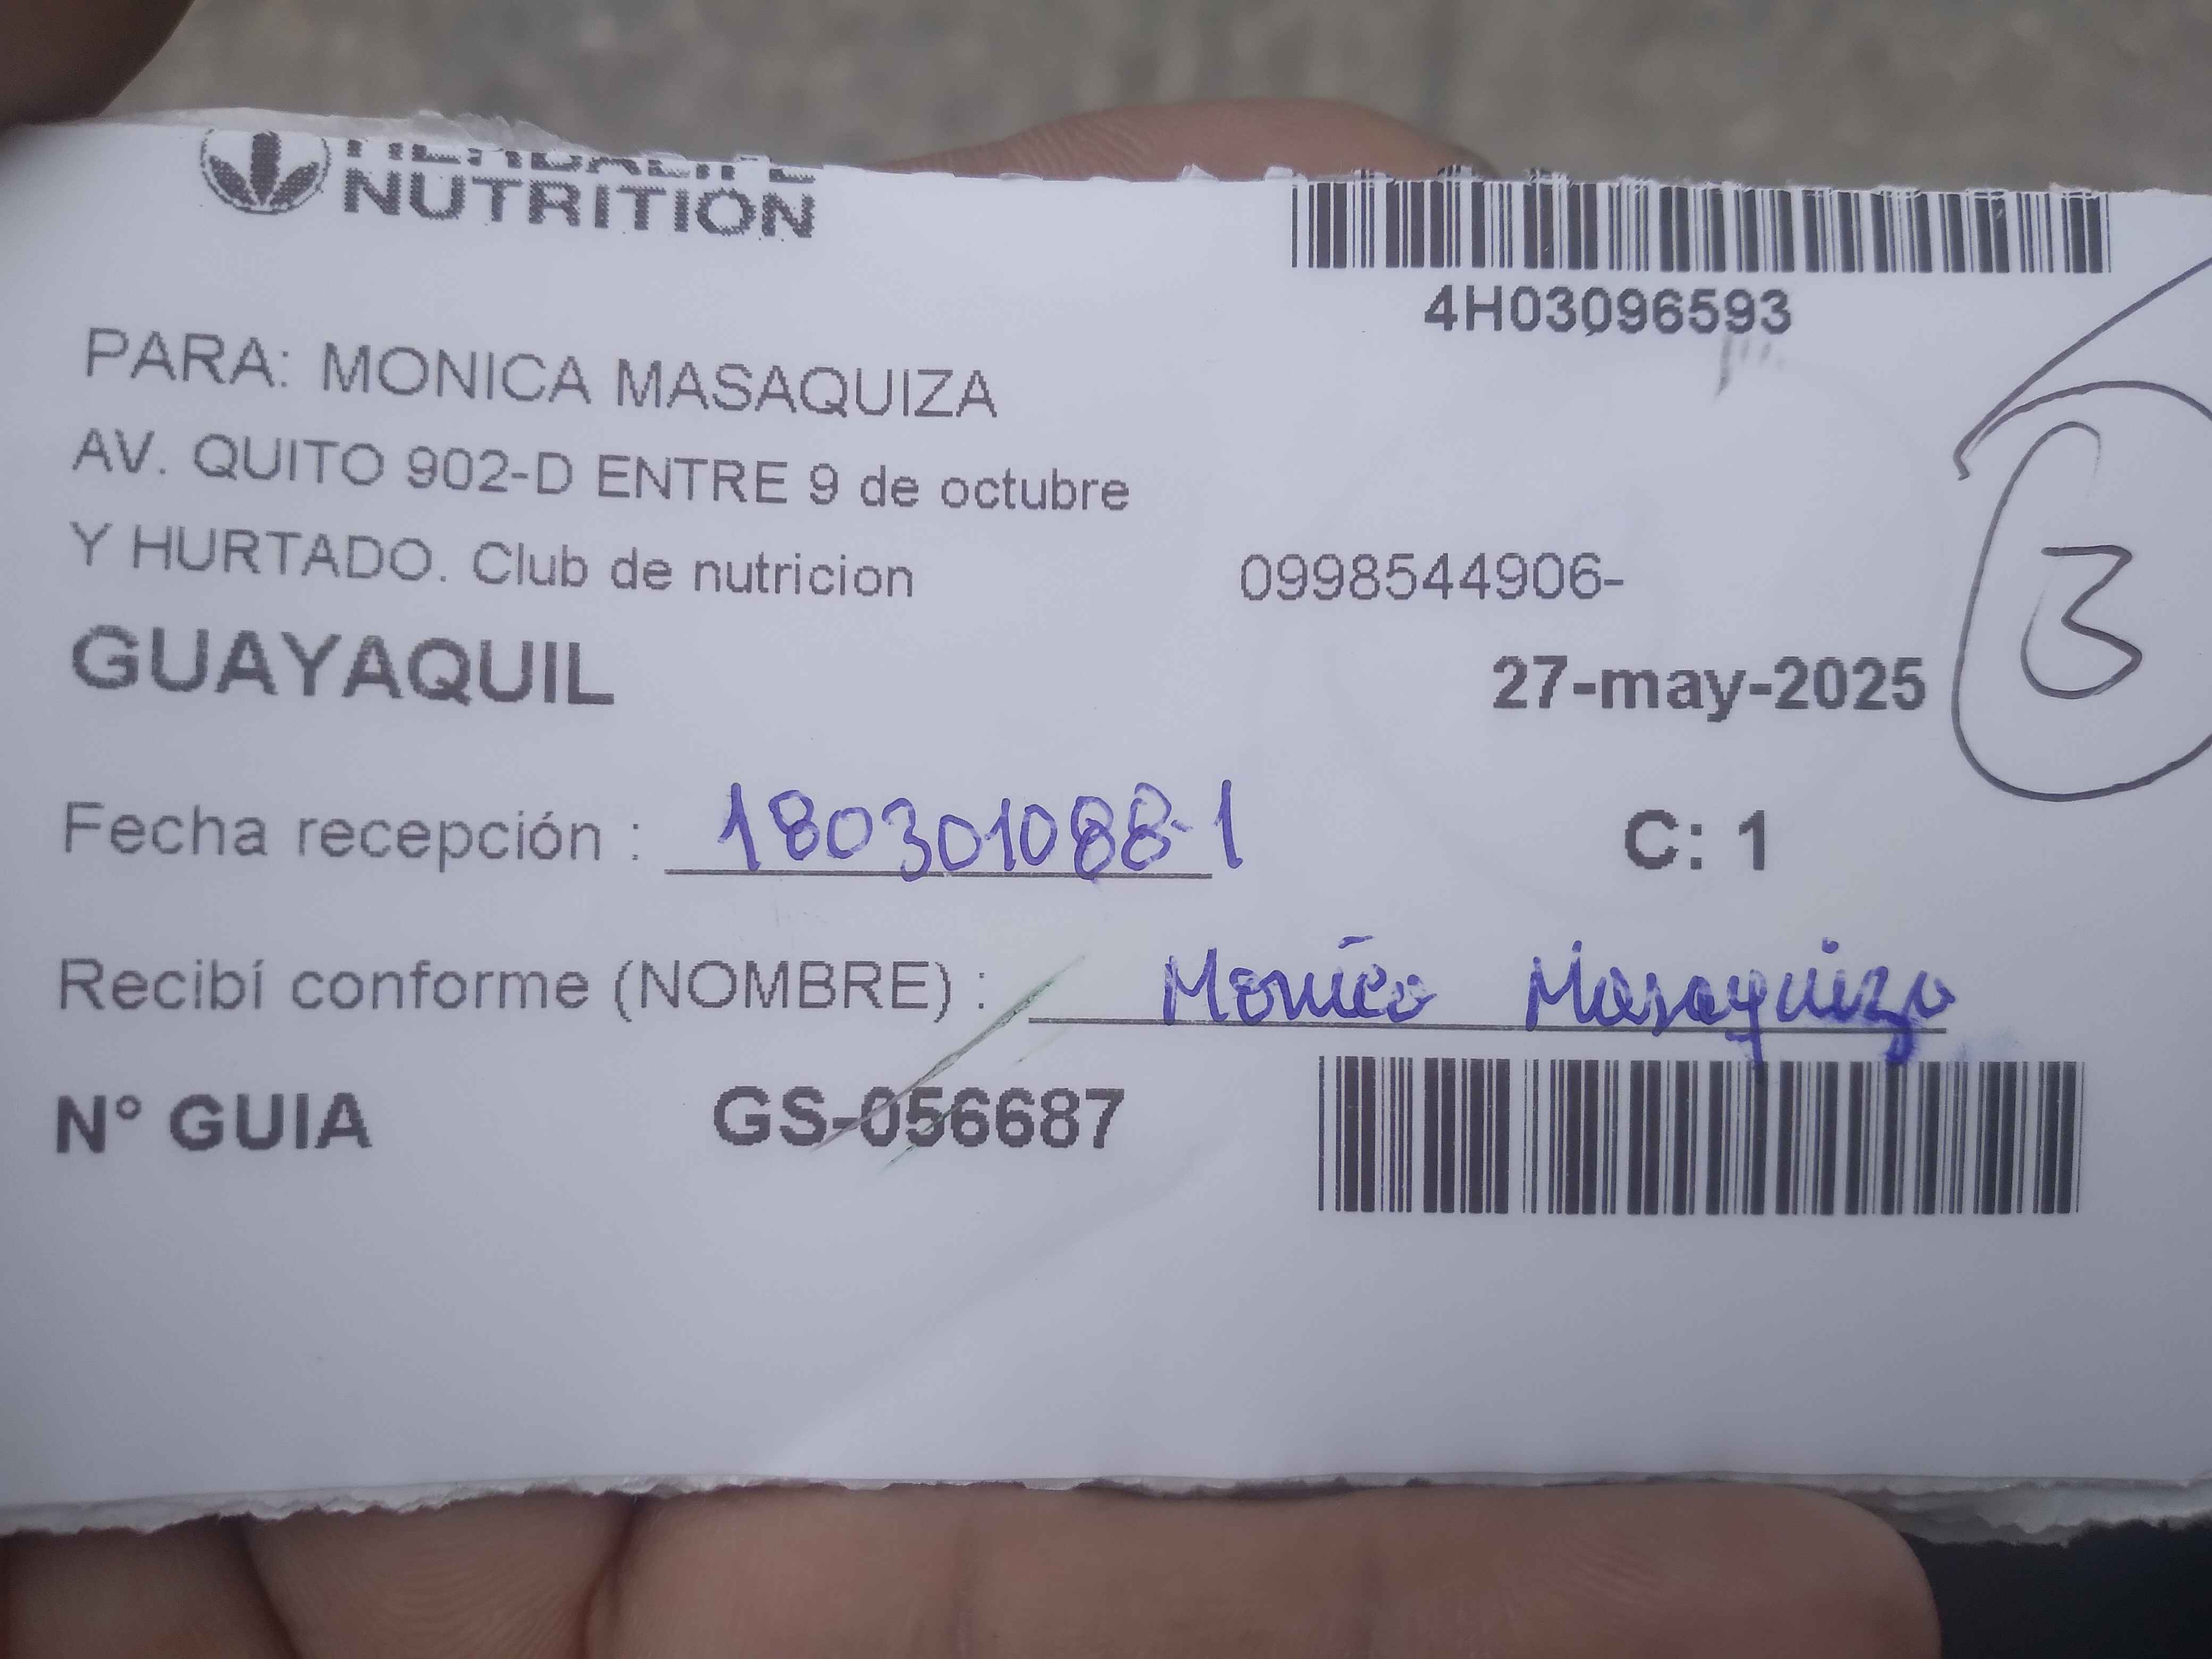 HERBALIFE
NUTRITION
4H03096593
PARA: MONICA MASAQUIZA
AV. QUITO 902-D ENTRE 9 de octubre
Y HURTADO. Club de nutricion 0998544906-
3
GUAYAQUIL
27-may-2025
Fecha recepción : 180301088-1
C: 1
Recibí conforme (NOMBRE) : Monica Masaquiza
N° GUIA GS-056687